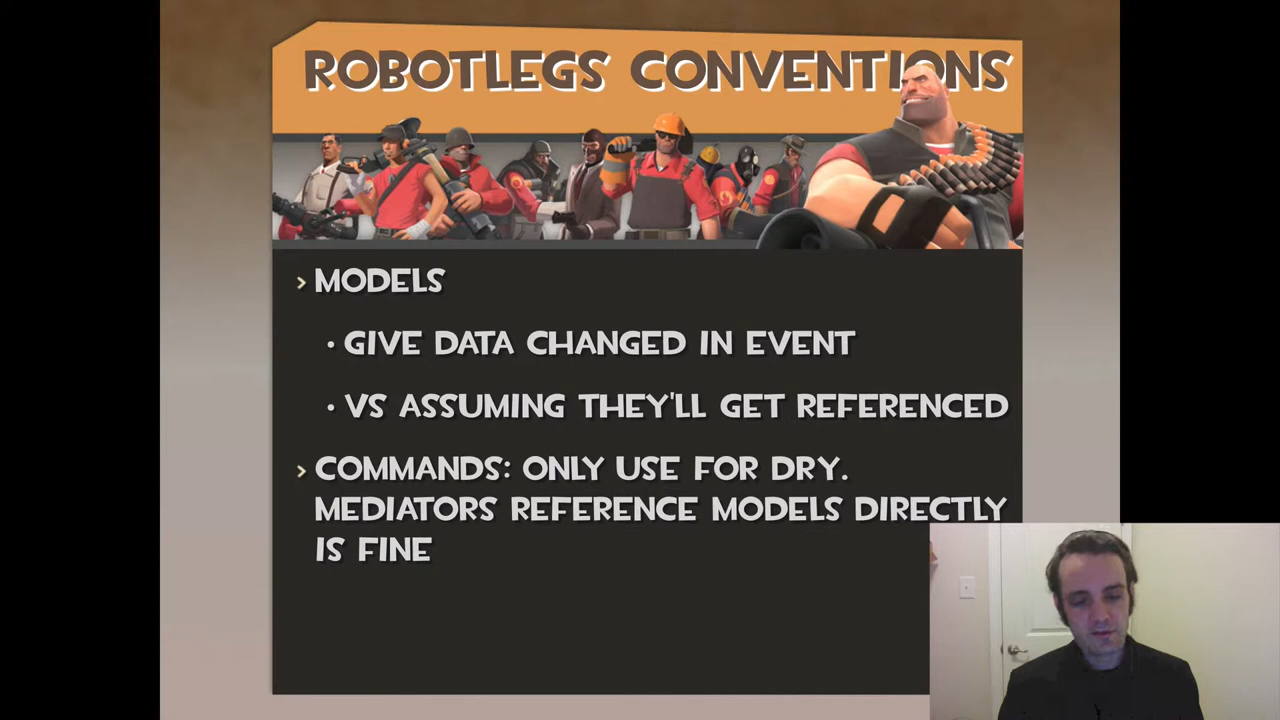 ROBOTLEGS CONVENTIONS
> MODELS
• GIVE DATA CHANGED IN EVENT
• VS ASSUMING THEY'LL GET REFERENCED
> COMMANDS: ONLY USE FOR DRY.
MEDIATORS REFERENCE MODELS DIRECTLY
IS FINE